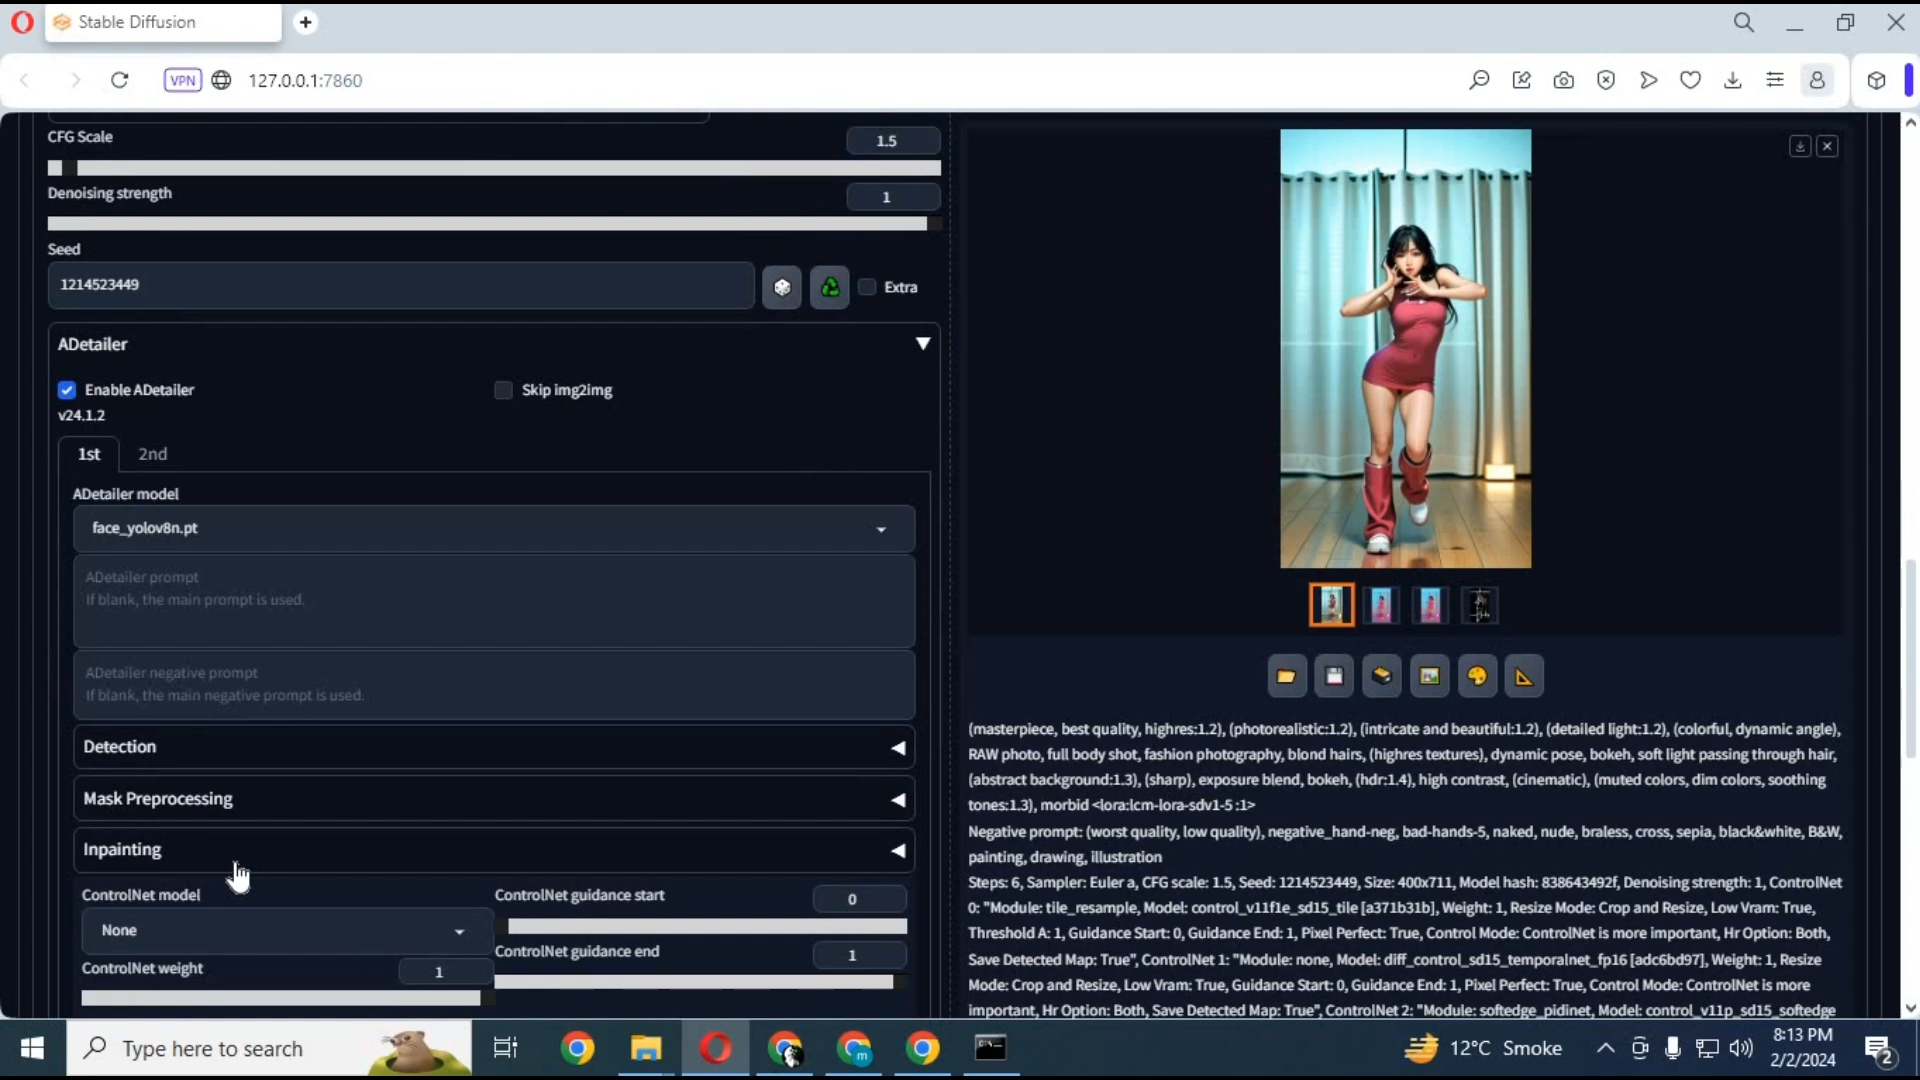 Stable Diffusion
VPN 127.0.0.1:7860
CFG Scale
1.5
Denoising strength
1
Seed
1214523449
Extra
ADetailer
Enable ADetailer
Skip img2img
v24.1.2
1st
2nd
ADetailer model
face_yolov8n.pt
ADetailer prompt
If blank, the main prompt is used.
ADetailer negative prompt
If blank, the main negative prompt is used.
Detection
Mask Preprocessing
Inpainting
ControlNet model
None
ControlNet weight
1
ControlNet guidance start
0
ControlNet guidance end
1
(masterpiece, best quality, highres:1.2), (photorealistic:1.2), (intricate and beautiful:1.2), (detailed light:1.2), (colorful, dynamic angle),
RAW photo, full body shot, fashion photography, blond hairs, (highres textures), dynamic pose, bokeh, soft light passing through hair,
(abstract background:1.3), (sharp), exposure blend, bokeh, (hdr:1.4), high contrast, (cinematic), (muted colors, dim colors, soothing
tones:1.3), morbid <lora:lcm-lora-sdv1-5 :1>
Negative prompt: (worst quality, low quality), negative_hand-neg, bad-hands-5, naked, nude, braless, cross, sepia, black&white, B&W,
painting, drawing, illustration
Steps: 6, Sampler: Euler a, CFG scale: 1.5, Seed: 1214523449, Size: 400x711, Model hash: 838643492f, Denoising strength: 1, ControlNet
0: "Module: tile_resample, Model: control_v11f1e_sd15_tile [a371b31b], Weight: 1, Resize Mode: Crop and Resize, Low Vram: True,
Threshold A: 1, Guidance Start: 0, Guidance End: 1, Pixel Perfect: True, Control Mode: ControlNet is more important, Hr Option: Both,
Save Detected Map: True", ControlNet 1: "Module: none, Model: diff_control_sd15_temporalnet_fp16 [adc6bd97], Weight: 1, Resize
Mode: Crop and Resize, Low Vram: True, Guidance Start: 0, Guidance End: 1, Pixel Perfect: True, Control Mode: ControlNet is more
important, Hr Option: Both, Save Detected Map: True", ControlNet 2: "Module: softedge_pidinet, Model: control_v11p_sd15_softedge
Type here to search
12°C Smoke
8:13 PM
2/2/2024
2